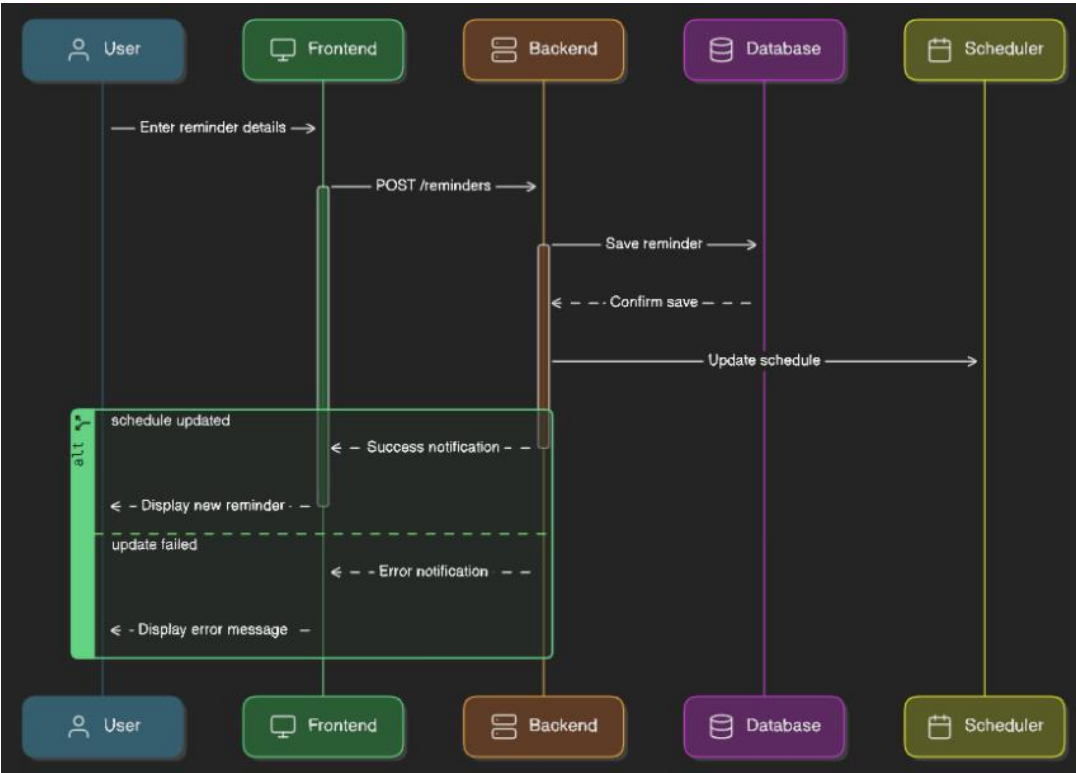 User
Frontend
Backend
Database
Scheduler
Enter reminder details
POST /reminders
Save reminder
Confirm save
Update schedule
alt
schedule updated
Success notification
Display new reminder
update failed
Error notification
Display error message
User
Frontend
Backend
Database
Scheduler